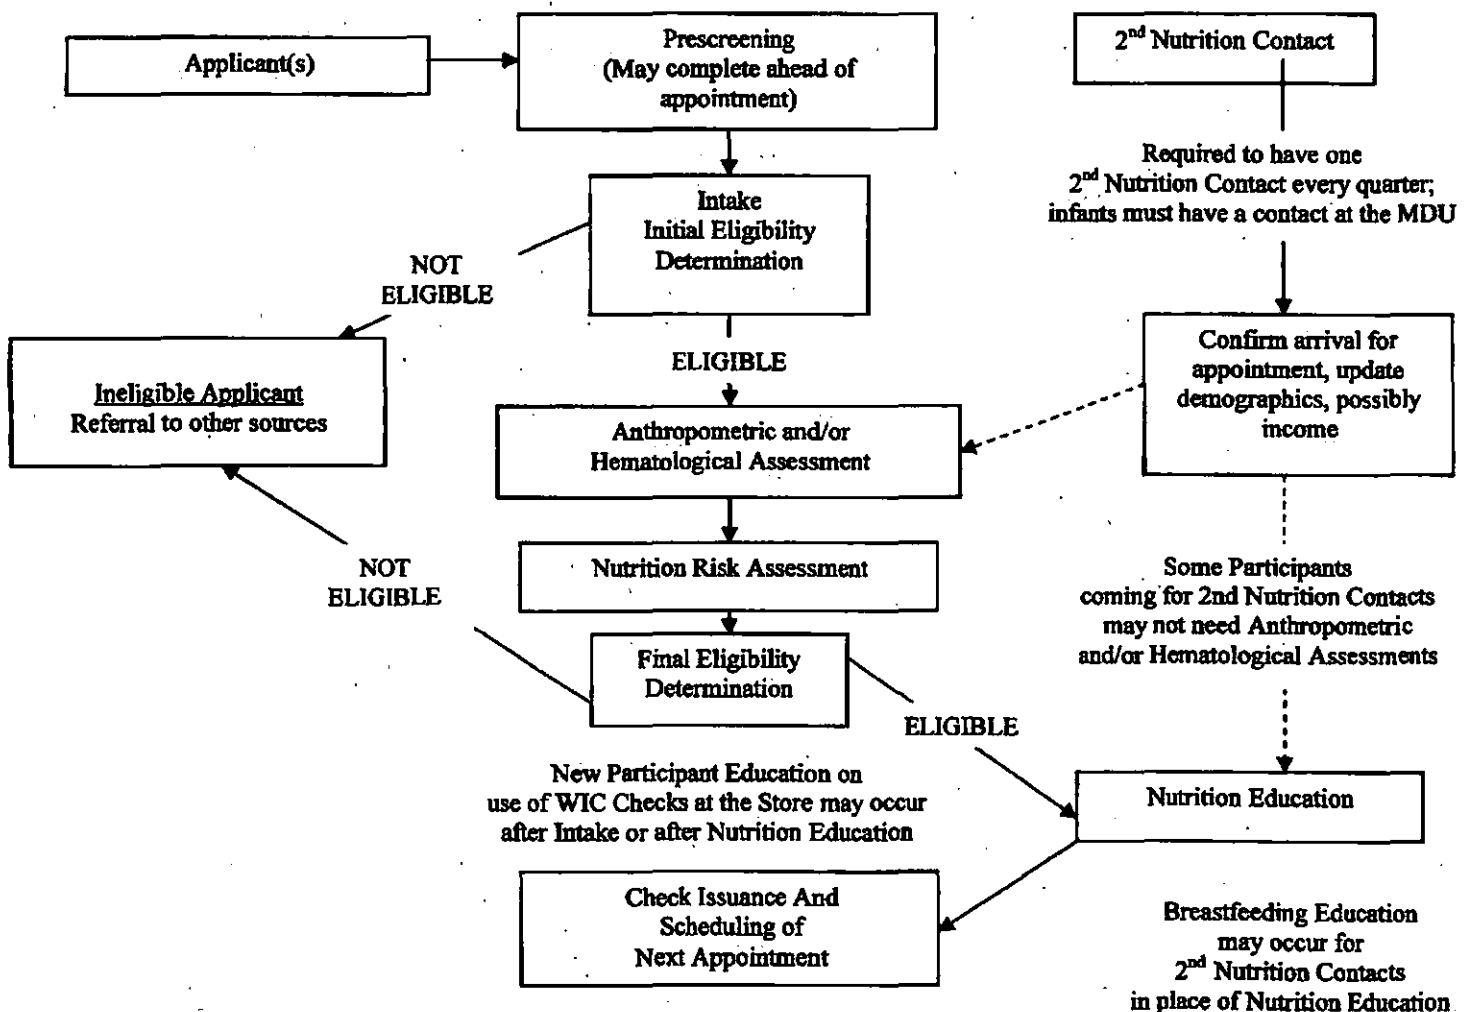 Applicant(s)
Prescreening
(May complete ahead of
appointment)
2nd Nutrition Contact
Required to have one
2nd Nutrition Contact every quarter;
infants must have a contact at the MDU
Intake
Initial Eligibility
Determination
NOT
ELIGIBLE
ELIGIBLE
Ineligible Applicant
Referral to other sources
Confirm arrival for
appointment, update
demographics, possibly
income
Anthropometric and/or
Hematological Assessment
Nutrition Risk Assessment
NOT
ELIGIBLE
Some Participants
coming for 2nd Nutrition Contacts
may not need Anthropometric
and/or Hematological Assessments
Final Eligibility
Determination
ELIGIBLE
New Participant Education on
use of WIC Checks at the Store may occur
after Intake or after Nutrition Education
Nutrition Education
Check Issuance And
Scheduling of
Next Appointment
Breastfeeding Education
may occur for
2nd Nutrition Contacts
in place of Nutrition Education